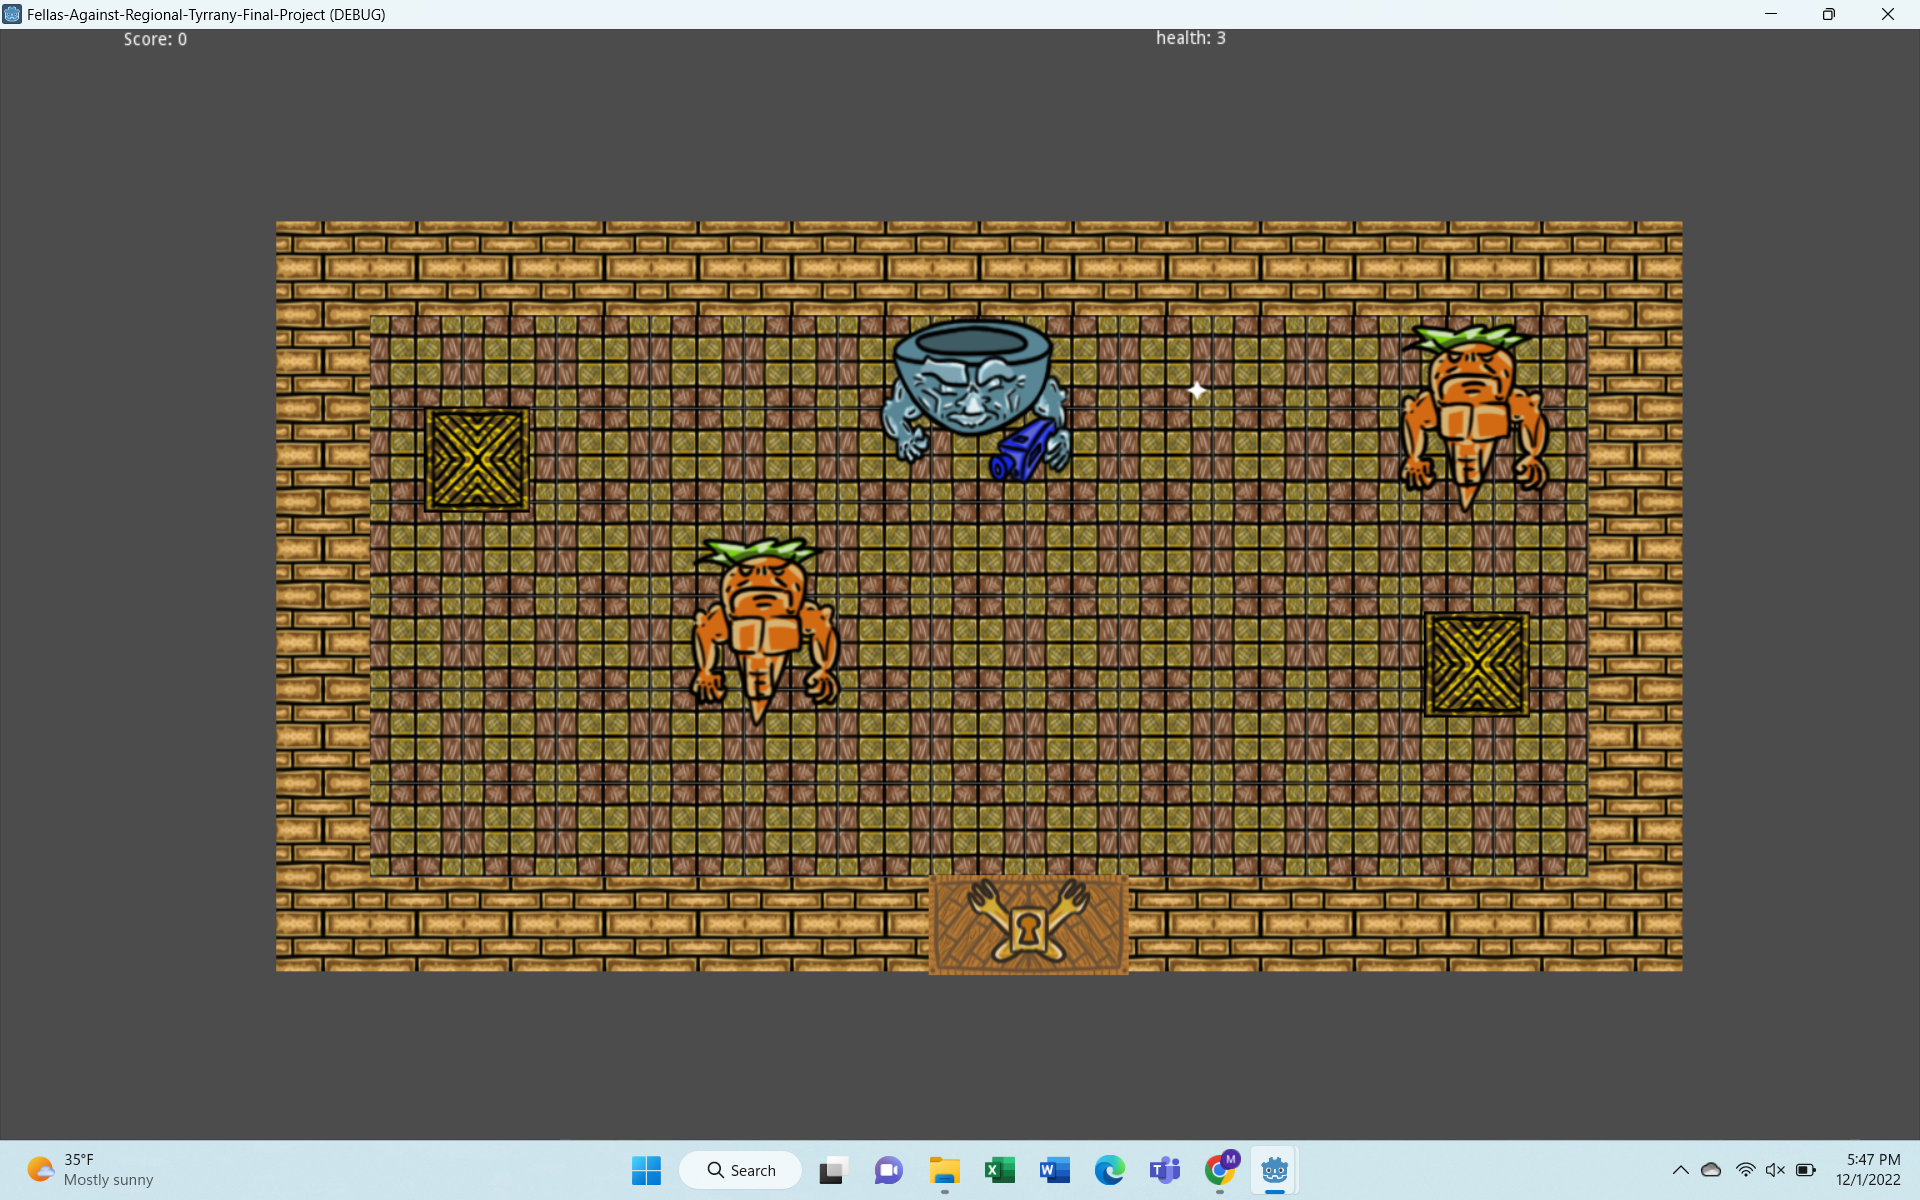 Fellas-Against-Regional-Tyrrany-Final-Project (DEBUG)
Score: 0
health: 3
35°F
Mostly sunny
Search
M
5:47 PM
12/1/2022